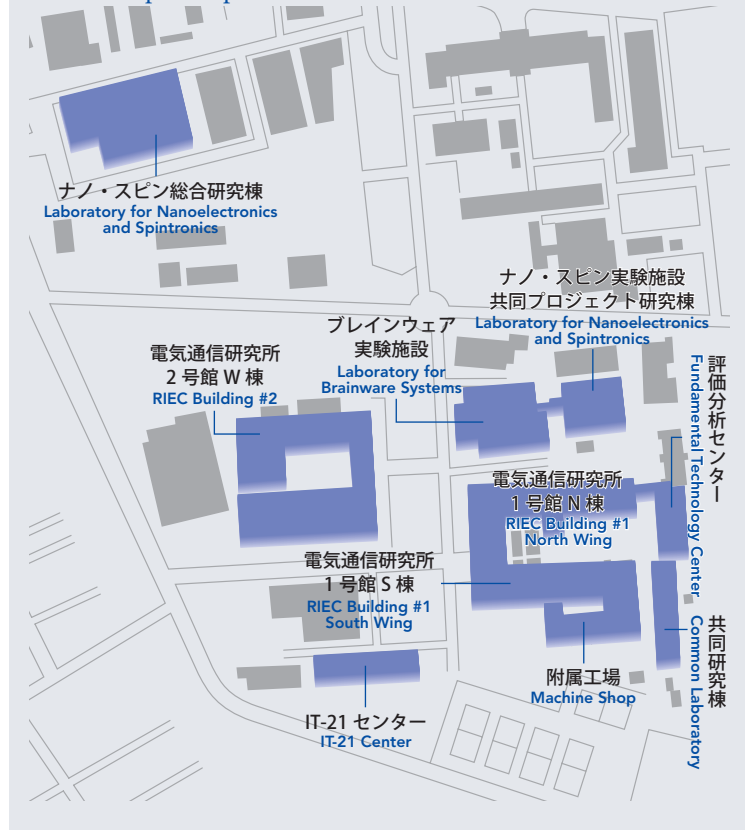 ナノ・スピン総合研究棟
Laboratory for Nanoelectronics
and Spintronics
ナノ・スピン実験施設
共同プロジェクト研究棟
Laboratory for Nanoelectronics
and Spintronics
ブレインウェア
実験施設
Laboratory for
Brainware Systems
電気通信研究所
2 号館 W 棟
RIEC Building #2
評価分析センター
Fundamental Technology Center
電気通信研究所
1 号館 N 棟
RIEC Building #1
North Wing
電気通信研究所
1 号館 S 棟
RIEC Building #1
South Wing
共同研究棟
Common Laboratory
附属工場
Machine Shop
IT-21 センター
IT-21 Center